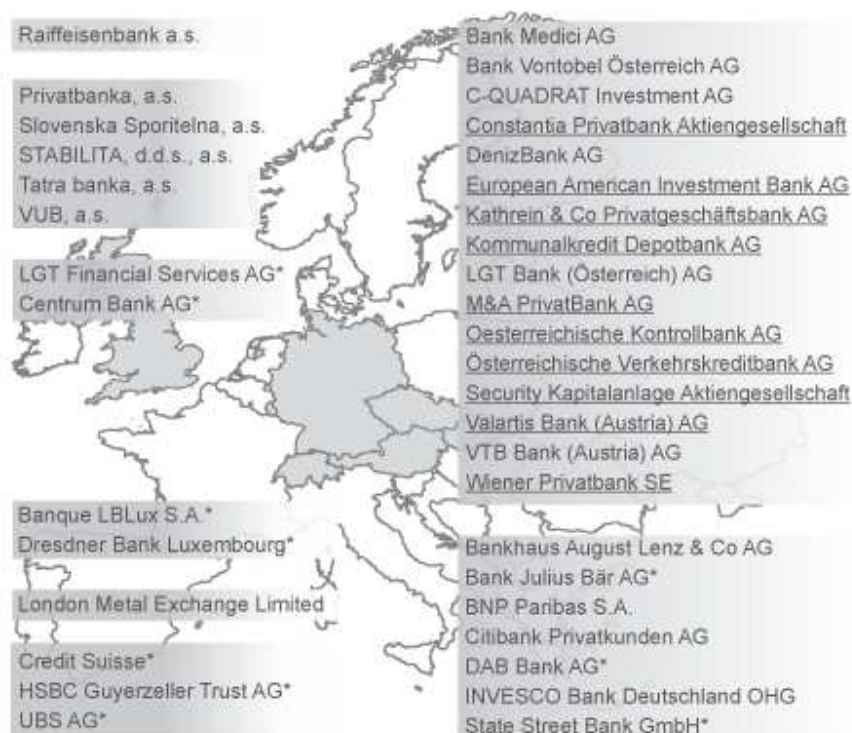 Raiffeisenbank a.s.
Privatbanka, a.s.
Slovenska Sporitelna, a.s.
STABILITA, d.d.s., a.s.
Tatra banka, a.s.
VUB, a.s.
LGT Financial Services AG*
Centrum Bank AG*
Banque LBLux S.A.*
Dresdner Bank Luxembourg*
London Metal Exchange Limited
Credit Suisse*
HSBC Guyerzeller Trust AG*
UBS AG*
Bank Medici AG
Bank Vontobel Österreich AG
C-QUADRAT Investment AG
Constantia Privatbank Aktiengesellschaft
DenizBank AG
European American Investment Bank AG
Kathrein & Co Privatgeschäftsbank AG
Kommunalkredit Depotbank AG
LGT Bank (Österreich) AG
M&A PrivatBank AG
Oesterreichische Kontrollbank AG
Österreichische Verkehrskreditbank AG
Security Kapitalanlage Aktiengesellschaft
Valartis Bank (Austria) AG
VTB Bank (Austria) AG
Wiener Privatbank SE
Bankhaus August Lenz & Co AG
Bank Julius Bär AG*
BNP Paribas S.A.
Citibank Privatkunden AG
DAB Bank AG*
INVESCO Bank Deutschland OHG
State Street Bank GmbH*